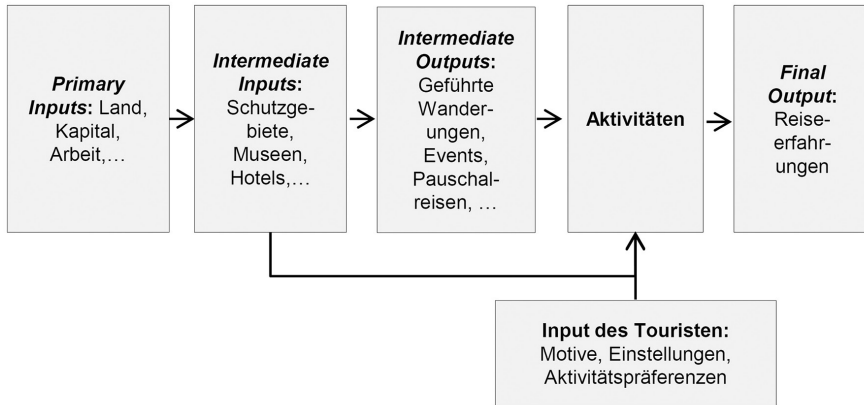 Primary
Inputs: Land,
Kapital,
Arbeit,…
Intermediate
Inputs:
Schutzge-
biete,
Museen,
Hotels,…
Intermediate
Outputs:
Geführte
Wander-
ungen,
Events,
Pauschal-
reisen, …
Aktivitäten
Final
Output:
Reise-
erfahr-
ungen
Input des Touristen:
Motive, Einstellungen,
Aktivitätspräferenzen